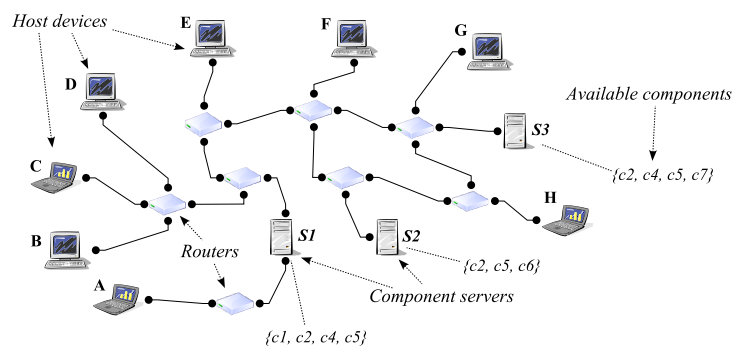 Host devices
E
F
G
D
Available components
S3
C
{c2, c4, c5, c7}
H
B
S1
S2
Routers
{c2, c5, c6}
A
Component servers
{c1, c2, c4, c5}